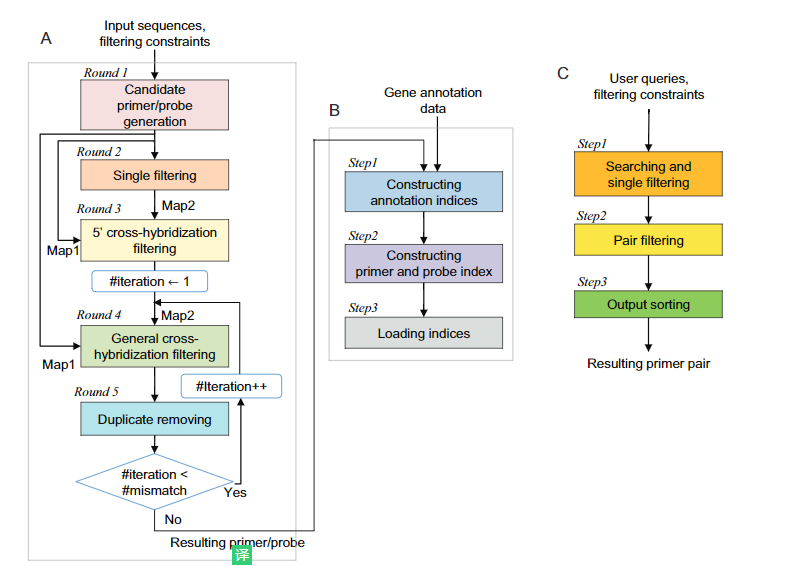 A
Input sequences,
filtering constraints
Round 1
Candidate
primer/probe
generation
Round 2
Single filtering
Map2
Round 3
5' cross-hybridization
filtering
Map1
#iteration ← 1
Map2
Round 4
General cross-
hybridization filtering
Map1
#Iteration++
Round 5
Duplicate removing
#iteration <
#mismatch
Yes
No
Resulting primer/probe
译
B
Gene annotation
data
Step1
Constructing
annotation indices
Step2
Constructing
primer and probe index
Step3
Loading indices
C
User queries,
filtering constraints
Step1
Searching and
single filtering
Step2
Pair filtering
Step3
Output sorting
Resulting primer pair